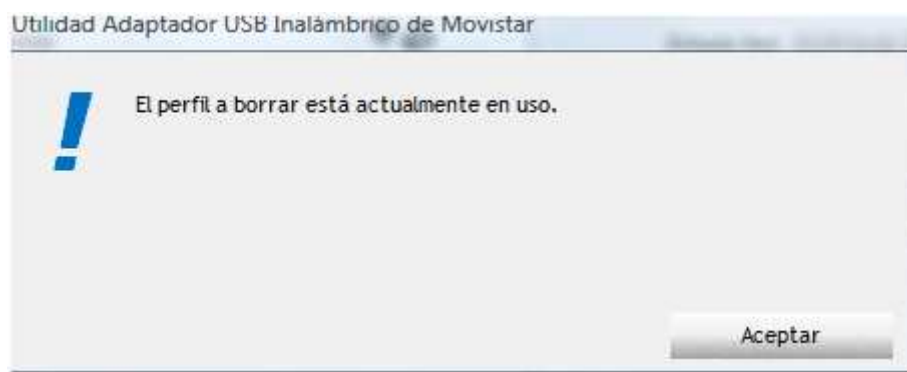 Utilidad Adaptador USB Inalámbrico de Movistar
El perfil a borrar está actualmente en uso.
Aceptar